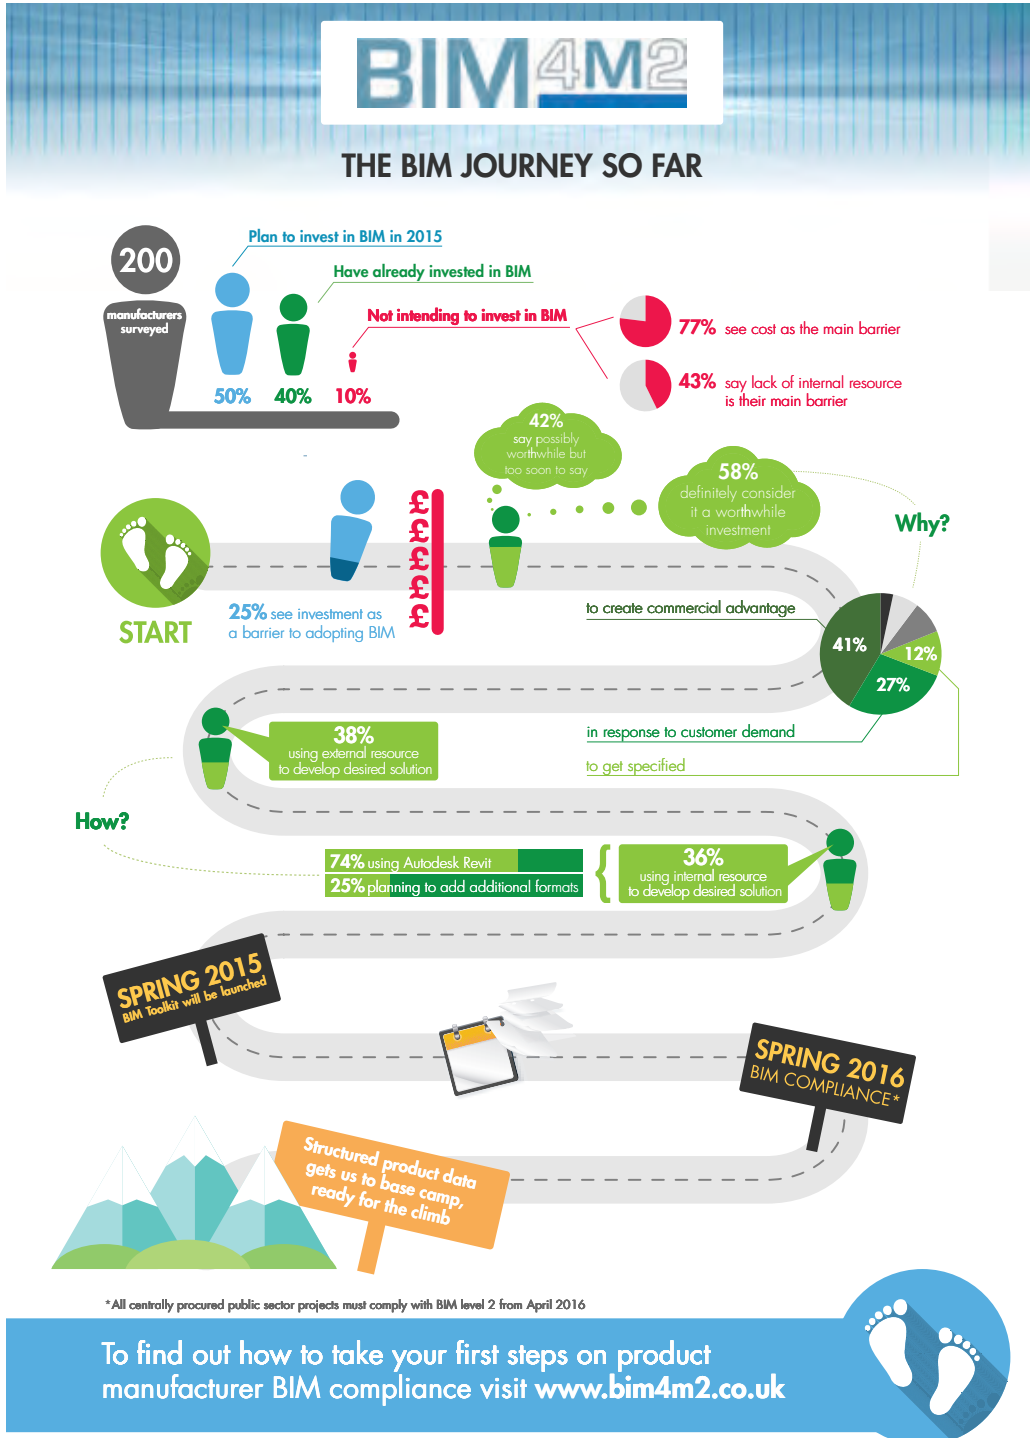 BIM4M2
THE BIM JOURNEY SO FAR
200
manufacturers
surveyed
Plan to invest in BIM in 2015
Have already invested in BIM
Not intending to invest in BIM
50%
40%
10%
77% see cost as the main barrier
43% say lack of internal resource
is their main barrier
42%
say possibly
worthwhile but
too soon to say
58%
definitely consider
it a worthwhile
investment
Why?
START
25% see investment as
a barrier to adopting BIM
£
£
£
£
£
to create commercial advantage
41%
12%
27%
in response to customer demand
to get specified
38%
using external resource
to develop desired solution
How?
74% using Autodesk Revit
25% planning to add additional formats
{
36%
using internal resource
to develop desired solution
SPRING 2015
BIM Toolkit will be launched
SPRING 2016
BIM COMPLIANCE*
Structured product data
gets us to base camp,
ready for the climb
*All centrally procured public sector projects must comply with BIM level 2 from April 2016
To find out how to take your first steps on product
manufacturer BIM compliance visit www.bim4m2.co.uk